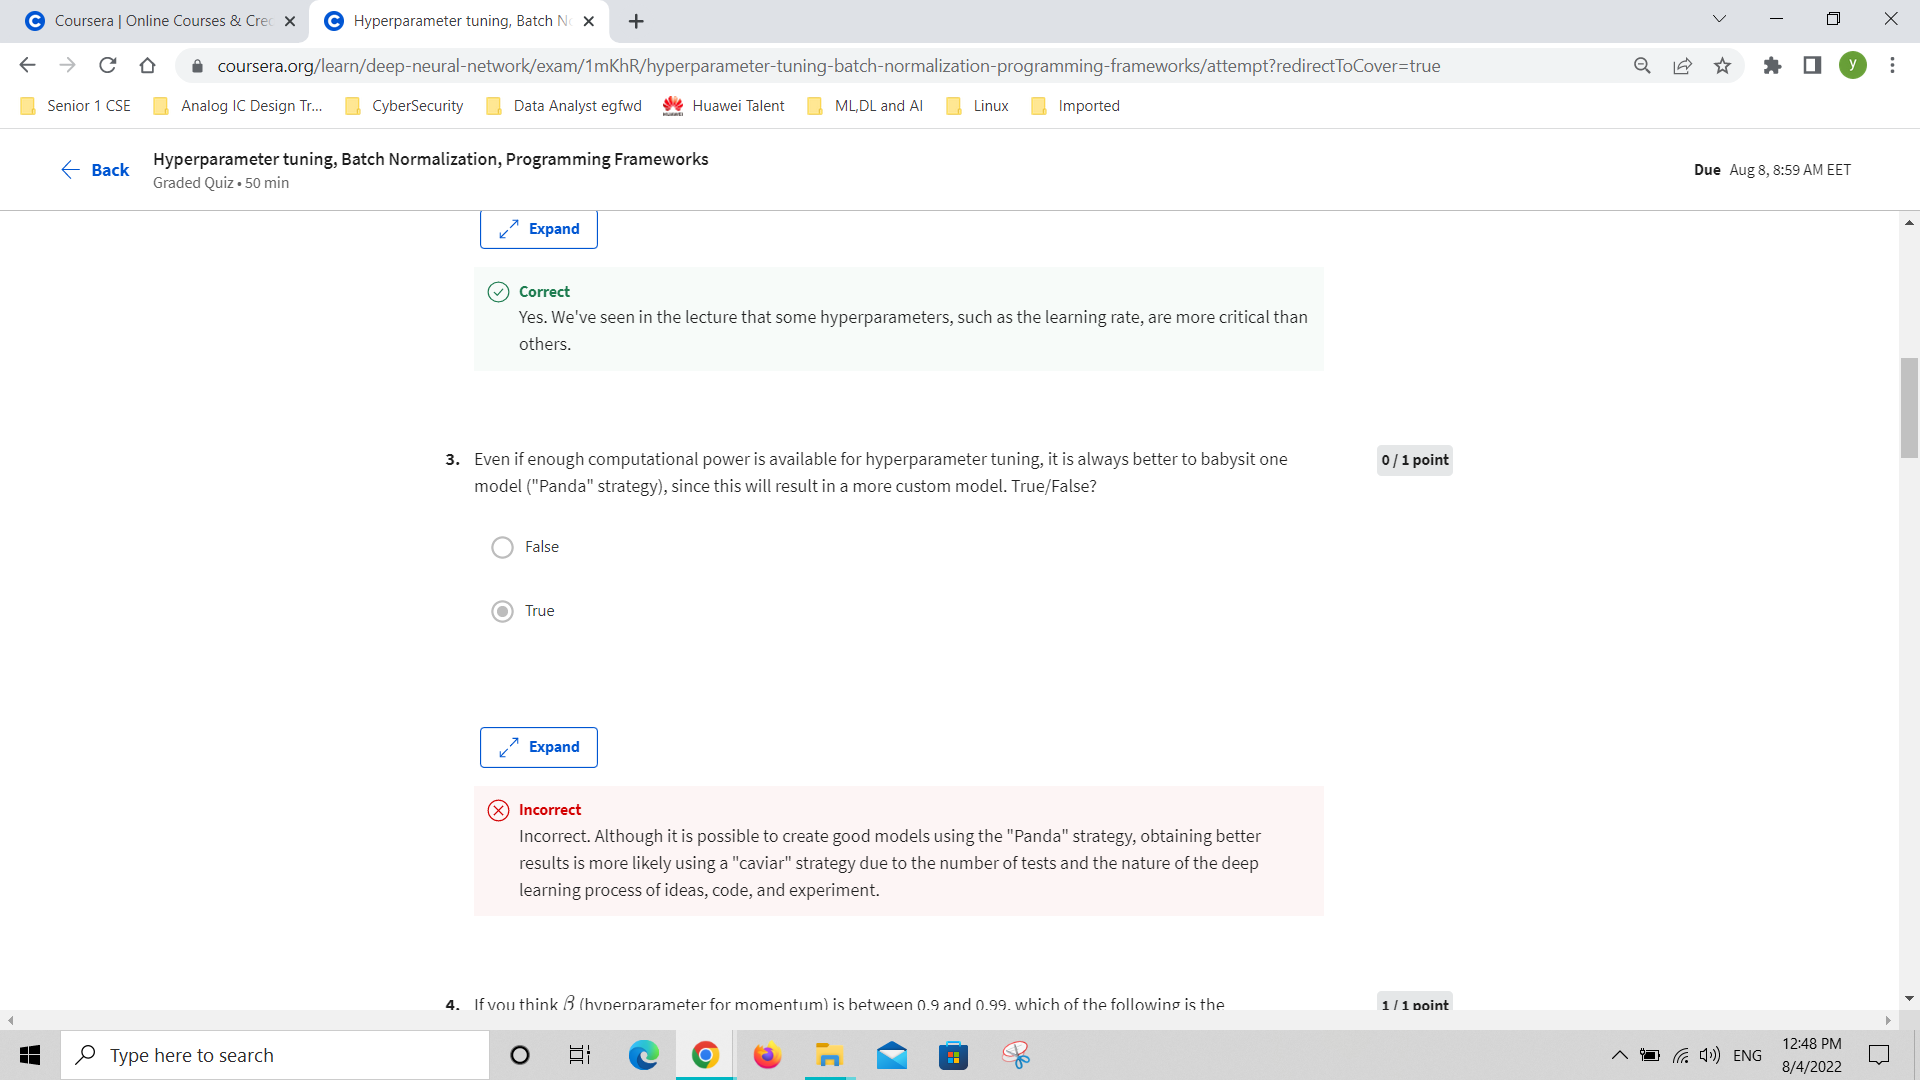 Coursera | Online Courses & Cre
Hyperparameter tuning, Batch N
coursera.org/learn/deep-neural-network/exam/1mKhR/hyperparameter-tuning-batch-normalization-programming-frameworks/attempt?redirectToCover=true
y
Senior 1 CSE
Analog IC Design Tr...
CyberSecurity
Data Analyst egfwd
Huawei Talent
ML,DL and AI
Linux
Imported
Back
Hyperparameter tuning, Batch Normalization, Programming Frameworks
Graded Quiz • 50 min
Due Aug 8, 8:59 AM EET
Expand
Correct
Yes. We've seen in the lecture that some hyperparameters, such as the learning rate, are more critical than
others.
3. Even if enough computational power is available for hyperparameter tuning, it is always better to babysit one
model ("Panda" strategy), since this will result in a more custom model. True/False?
0 / 1 point
False
True
Expand
Incorrect
Incorrect. Although it is possible to create good models using the "Panda" strategy, obtaining better
results is more likely using a "caviar" strategy due to the number of tests and the nature of the deep
learning process of ideas, code, and experiment.
4. If you think β (hyperparameter for momentum) is between 0.9 and 0.99, which of the following is the
1 / 1 point
Type here to search
ENG
12:48 PM
8/4/2022